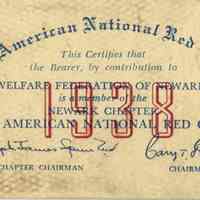 American National Red
This Certifies that
the Bearer, by contribution to
WELFARE FEDERATION OF NEWARK
is a member of the
NEWARK CHAPTER
AMERICAN NATIONAL RED C
1938
CHAPTER CHAIRMAN
CHAIRM